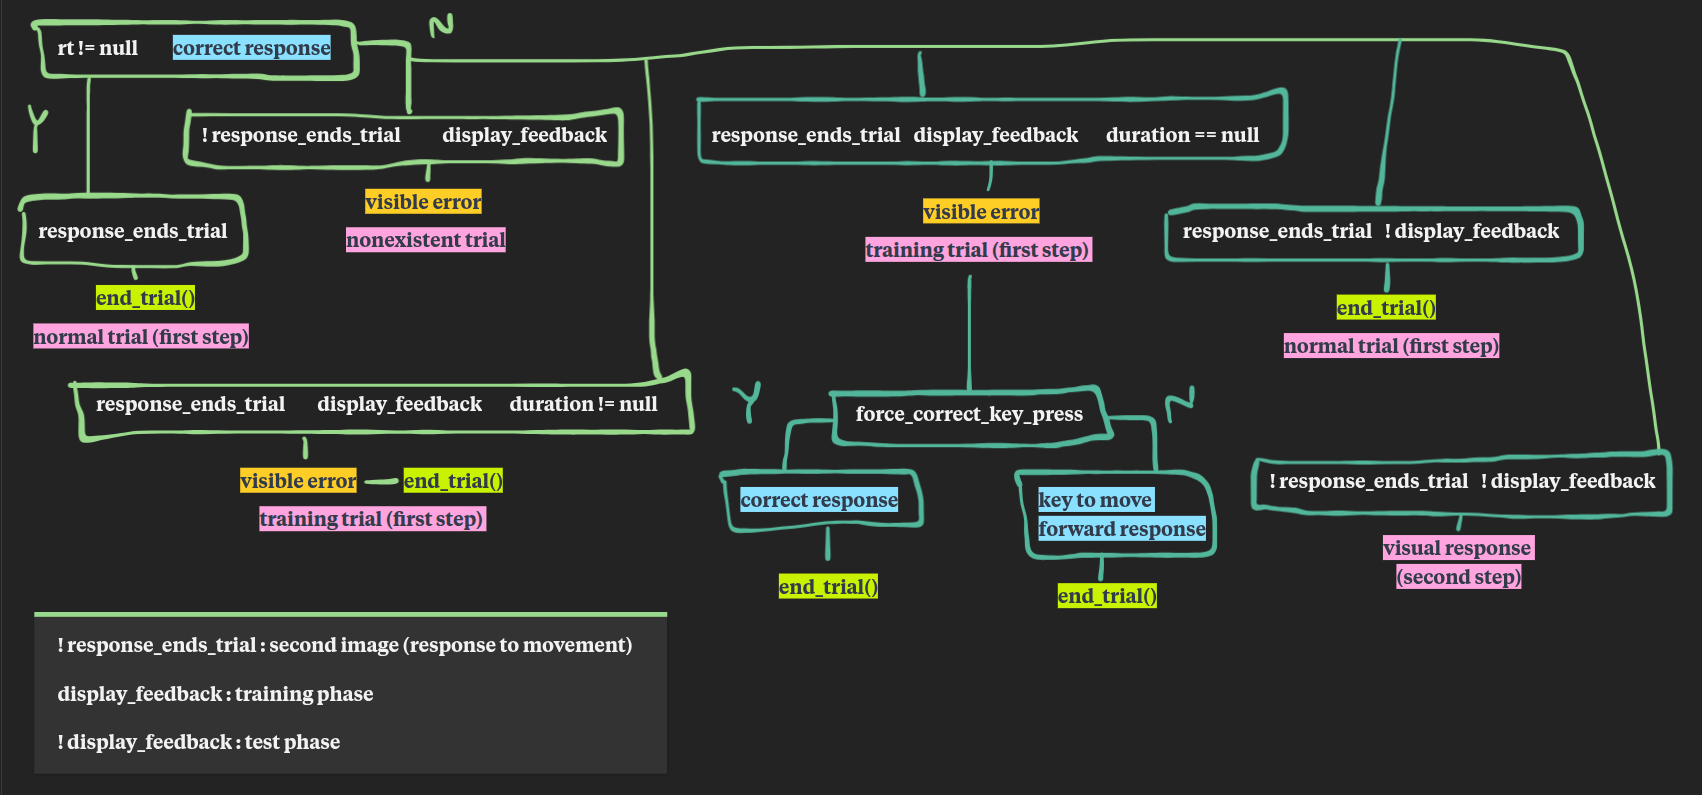 rt != null correct response
N
Y
! response_ends_trial display_feedback
visible error
nonexistent trial
response_ends_trial
end_trial()
normal trial (first step)
response_ends_trial display_feedback duration != null
visible error end_trial()
training trial (first step)
response_ends_trial display_feedback duration == null
visible error
training trial (first step)
force_correct_key_press
Y
N
correct response
end_trial()
key to move
forward response
end_trial()
response_ends_trial ! display_feedback
end_trial()
normal trial (first step)
! response_ends_trial ! display_feedback
visual response
(second step)
! response_ends_trial : second image (response to movement)
display_feedback : training phase
! display_feedback : test phase